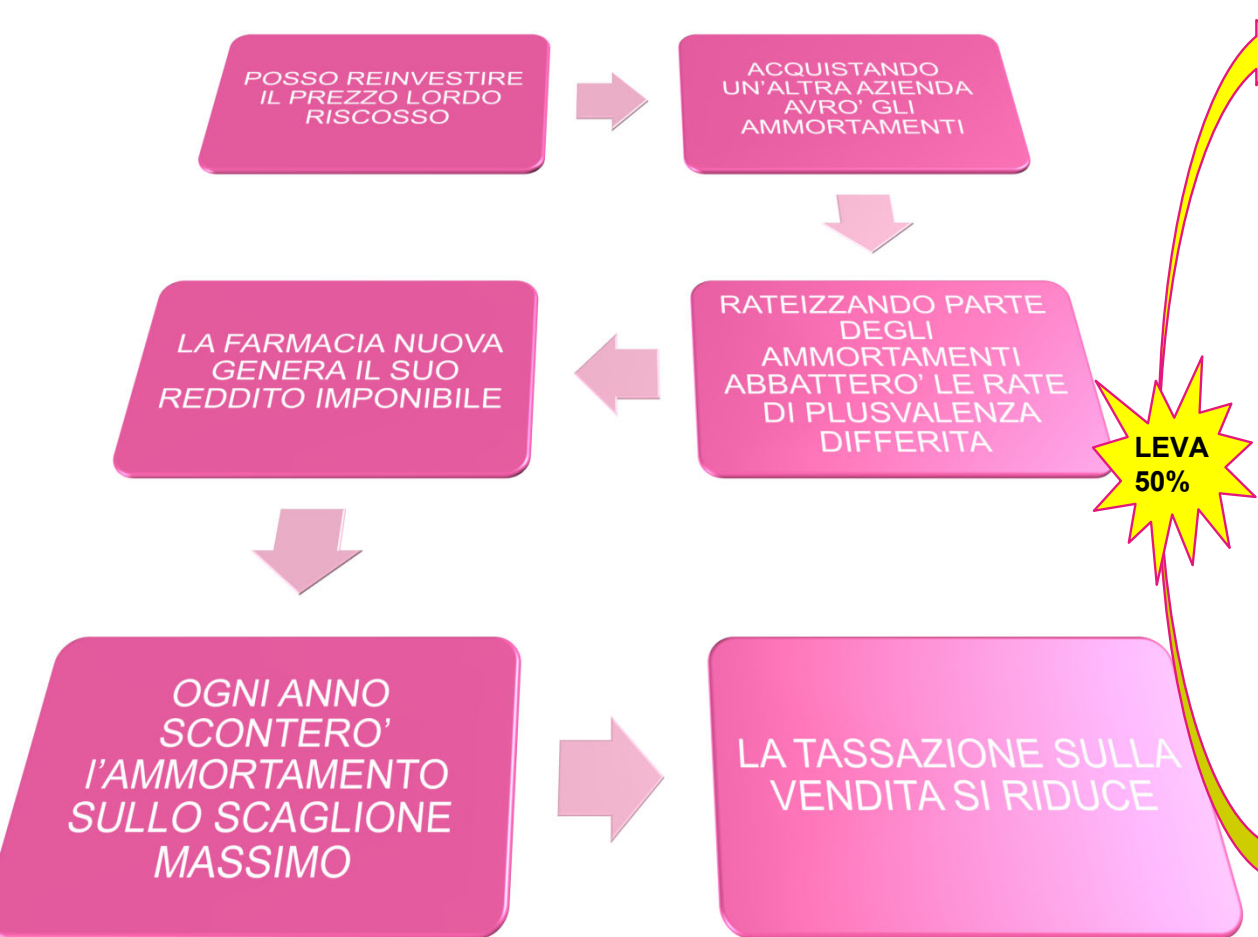 POSSO REINVESTIRE
IL PREZZO LORDO
RISCOSSO
ACQUISTANDO
UN'ALTRA AZIENDA
AVRO' GLI
AMMORTAMENTI
RATEIZZANDO PARTE
DEGLI
AMMORTAMENTI
ABBATTERO' LE RATE
DI PLUSVALENZA
DIFFERITA
LA FARMACIA NUOVA
GENERA IL SUO
REDDITO IMPONIBILE
LEVA
50%
OGNI ANNO
SCONTERO'
l'AMMORTAMENTO
SULLO SCAGLIONE
MASSIMO
LA TASSAZIONE SULLA
VENDITA SI RIDUCE